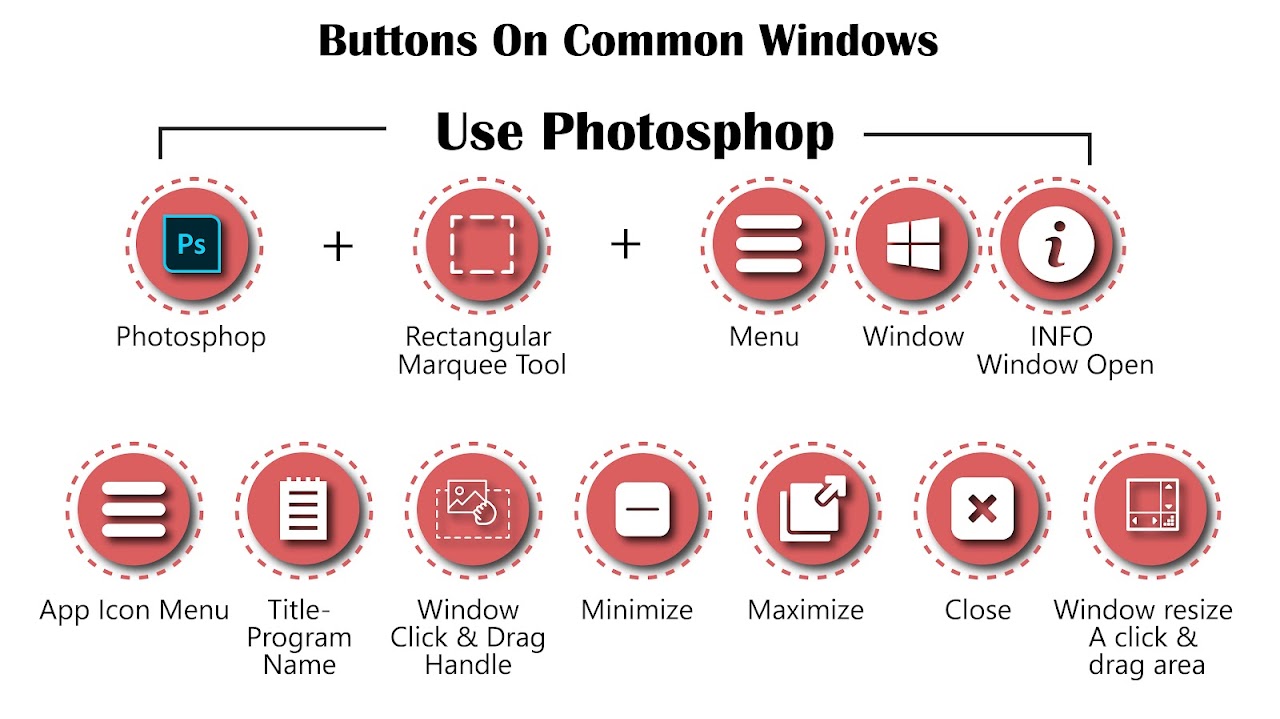 Buttons On Common Windows
Use Photosphop
Ps
+
+
i
Photosphop
Rectangular
Marquee Tool
Menu
Window
INFO
Window Open
App Icon Menu
Title-
Program
Name
Window
Click & Drag
Handle
Minimize
Maximize
Close
Window resize
A click &
drag area